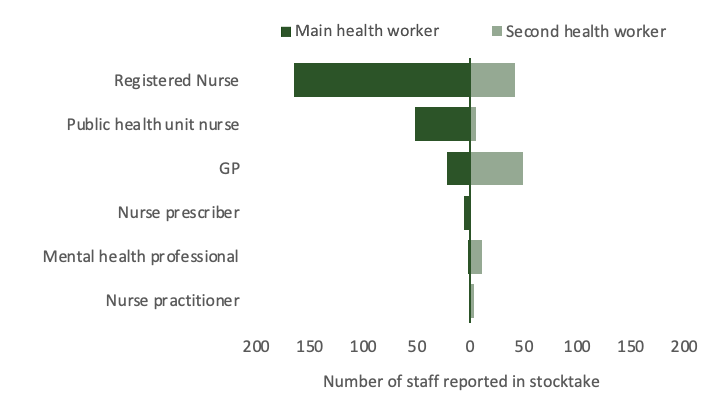 Main health worker
Second health worker
Registered Nurse
Public health unit nurse
GP
Nurse prescriber
Mental health professional
Nurse practitioner
200 150 100 50 0 50 100 150 200
Number of staff reported in stocktake